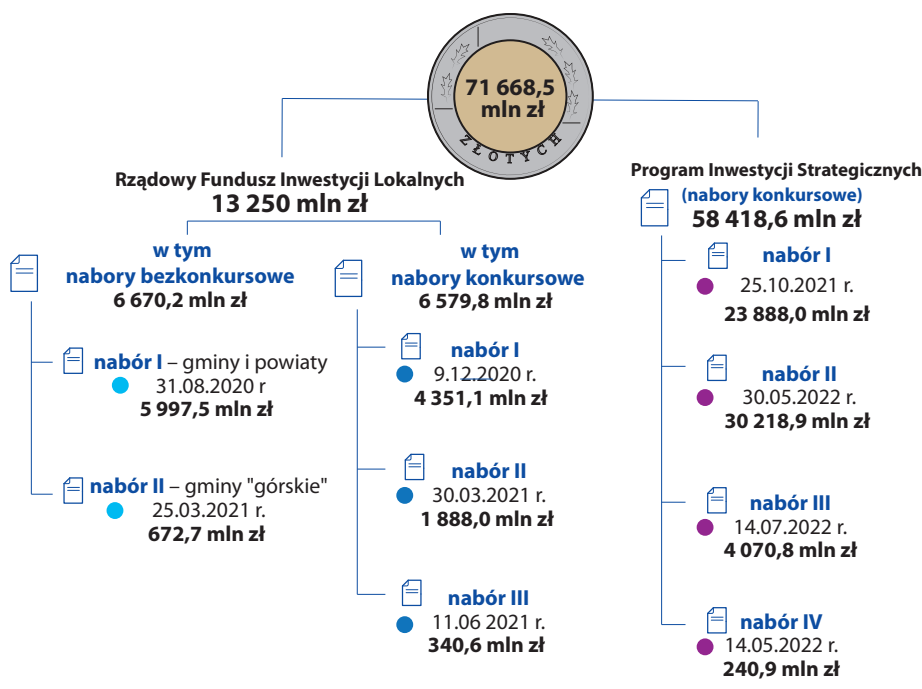 71 668,5
mln zł
ZŁOTYCH
Rządowy Fundusz Inwestycji Lokalnych
13 250 mln zł
w tym
nabory bezkonkursowe
6 670,2 mln zł
nabór I – gminy i powiaty
31.08.2020 r
5 997,5 mln zł
nabór II – gminy "górskie"
25.03.2021 r.
672,7 mln zł
w tym
nabory konkursowe
6 579,8 mln zł
nabór I
9.12.2020 r.
4 351,1 mln zł
nabór II
30.03.2021 r.
1 888,0 mln zł
nabór III
11.06 2021 r.
340,6 mln zł
Program Inwestycji Strategicznych
(nabory konkursowe)
58 418,6 mln zł
nabór I
25.10.2021 r.
23 888,0 mln zł
nabór II
30.05.2022 r.
30 218,9 mln zł
nabór III
14.07.2022 r.
4 070,8 mln zł
nabór IV
14.05.2022 r.
240,9 mln zł